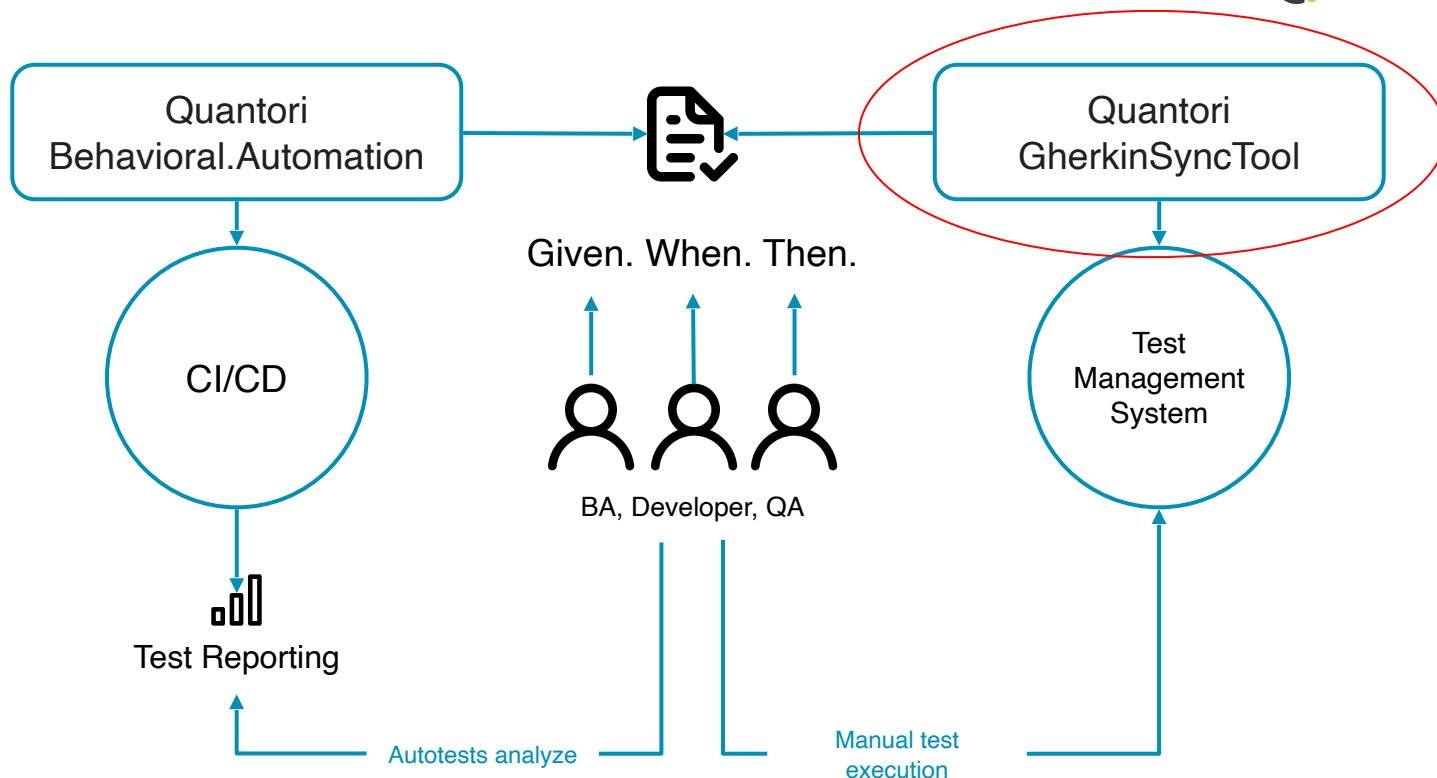 Quantori
Behavioral.Automation
Quantori
GherkinSyncTool
Given. When. Then.
CI/CD
Test
Management
System
BA, Developer, QA
Test Reporting
Autotests analyze
Manual test
execution